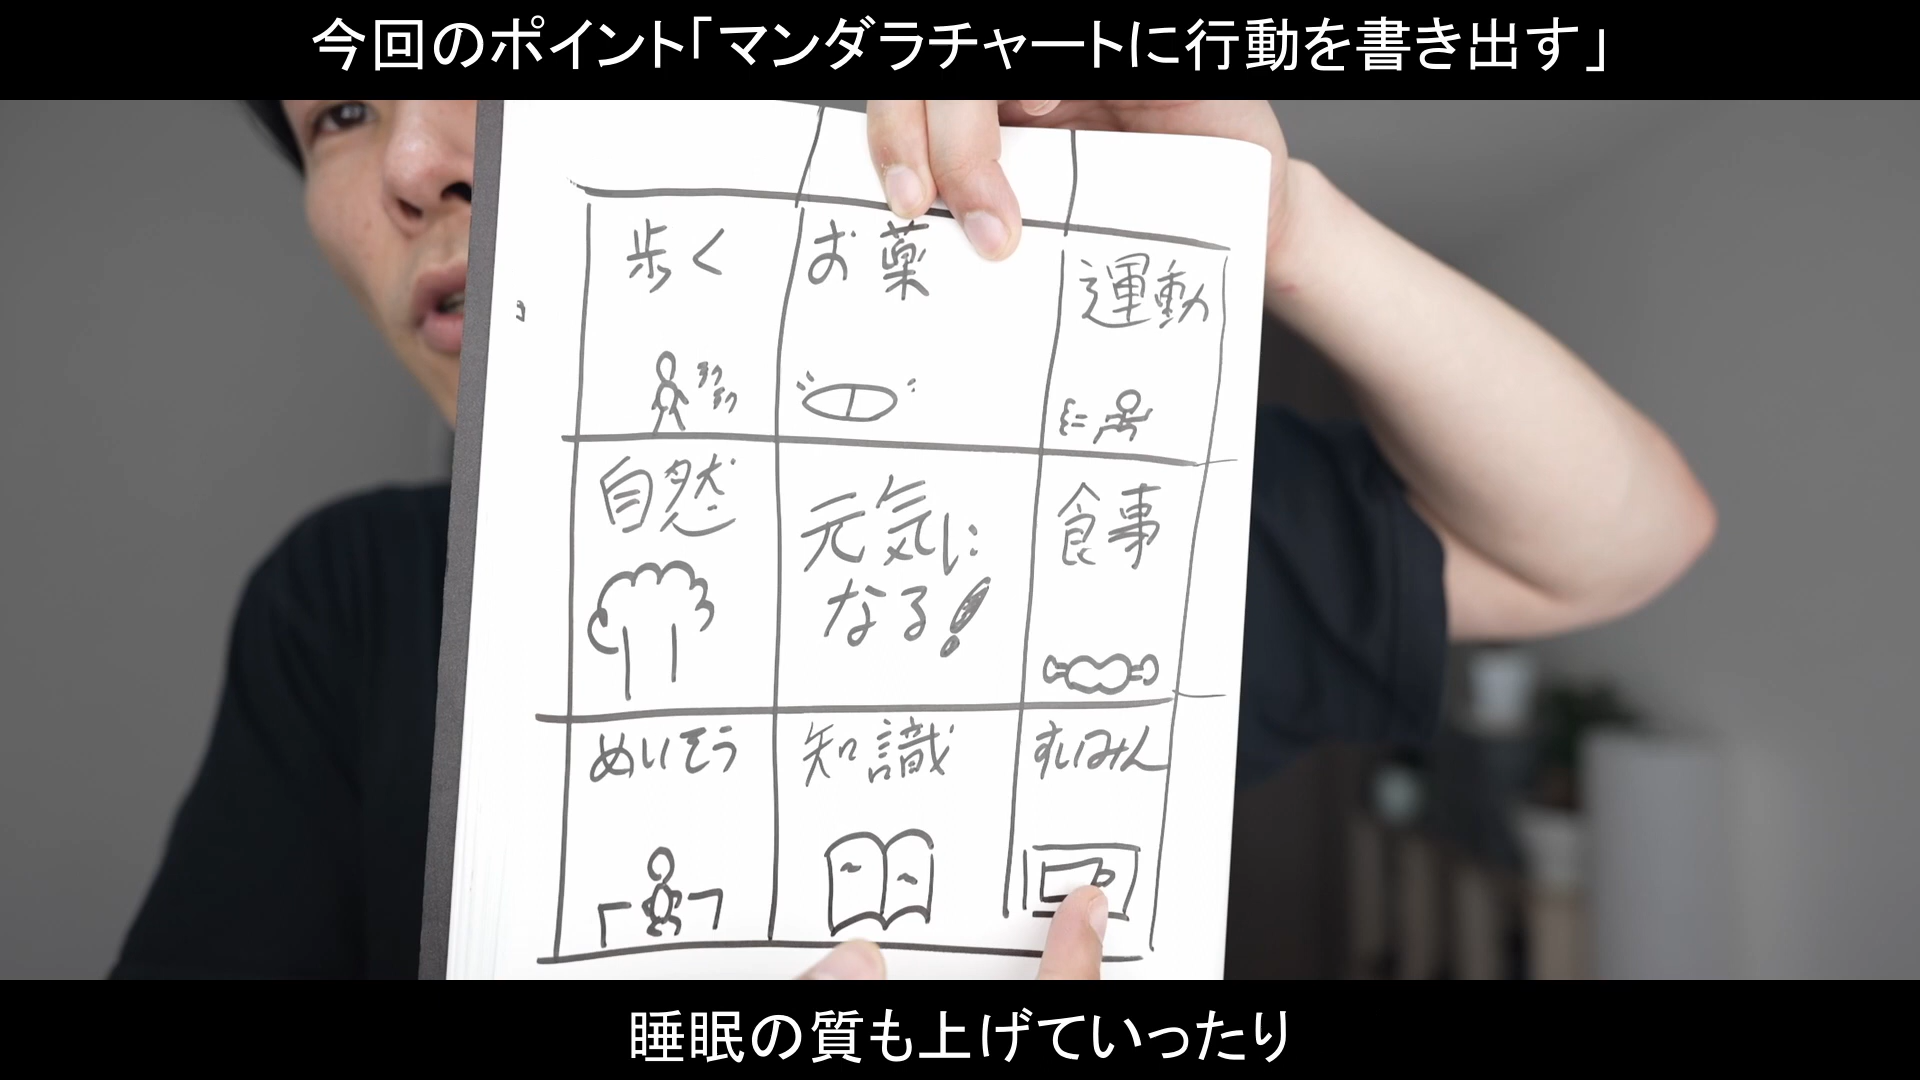 今回のポイント「マンダラチャートに行動を書き出す」
歩く
お薬
運動
自然
元気に
なる!
食事
めいそう
知識
すいみん
睡眠の質も上げていったり